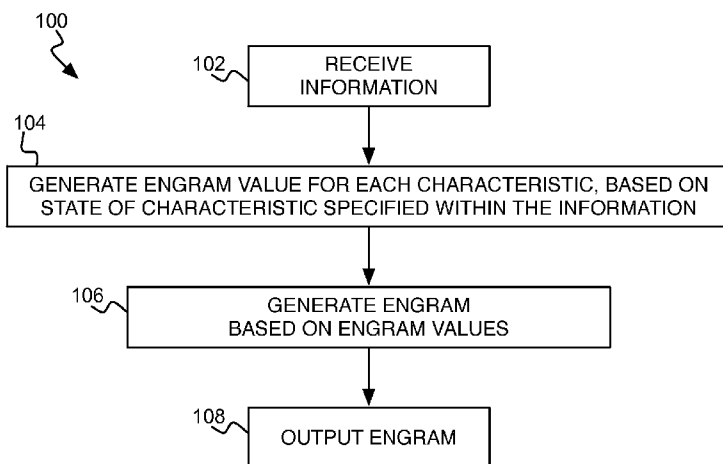 100
102
RECEIVE
INFORMATION
104
GENERATE ENGRAM VALUE FOR EACH CHARACTERISTIC, BASED ON
STATE OF CHARACTERISTIC SPECIFIED WITHIN THE INFORMATION
106
GENERATE ENGRAM
BASED ON ENGRAM VALUES
108
OUTPUT ENGRAM